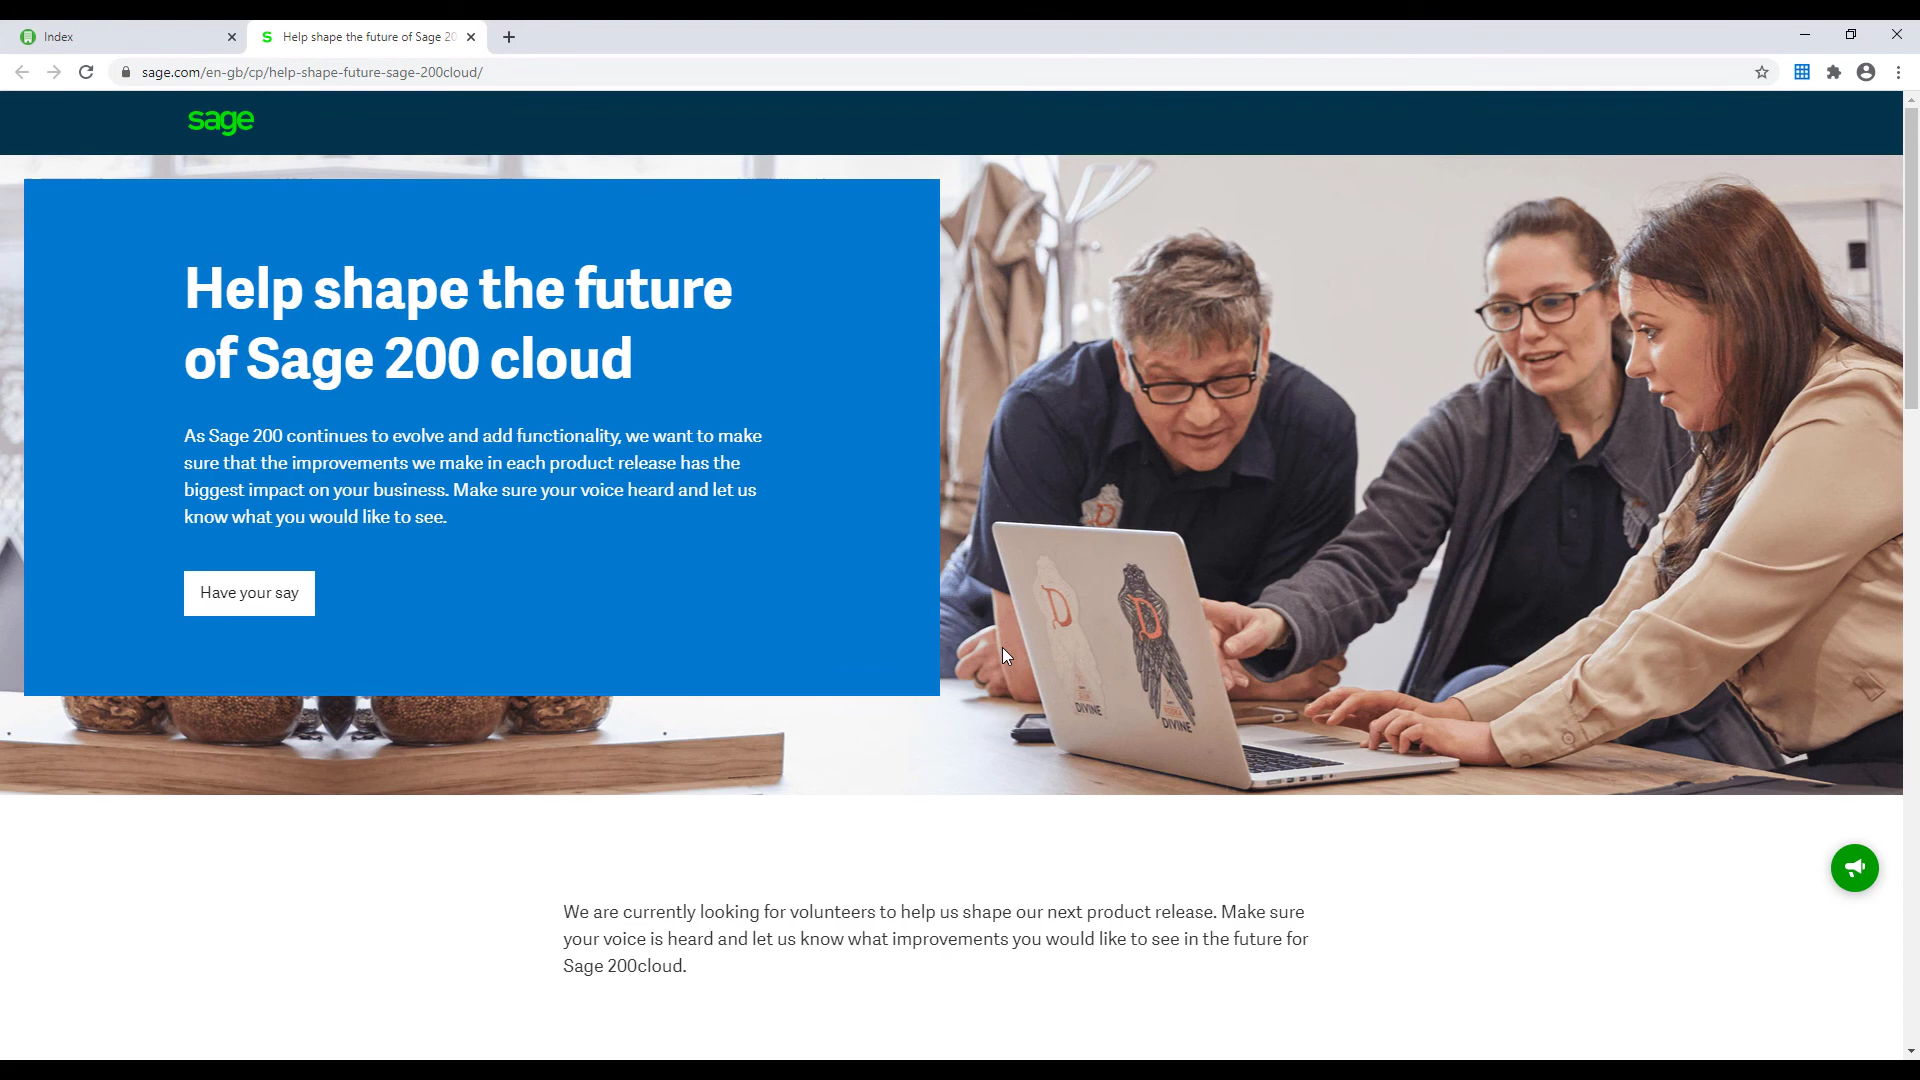 Index
Help shape the future of Sage 20
sage.com/en-gb/cp/help-shape-future-sage-200cloud/
sage
Help shape the future
of Sage 200 cloud
As Sage 200 continues to evolve and add functionality, we want to make
sure that the improvements we make in each product release has the
biggest impact on your business. Make sure your voice heard and let us
know what you would like to see.
Have your say
D
D
D
DIVINE
DIVINE
We are currently looking for volunteers to help us shape our next product release. Make sure
your voice is heard and let us know what improvements you would like to see in the future for
Sage 200cloud.